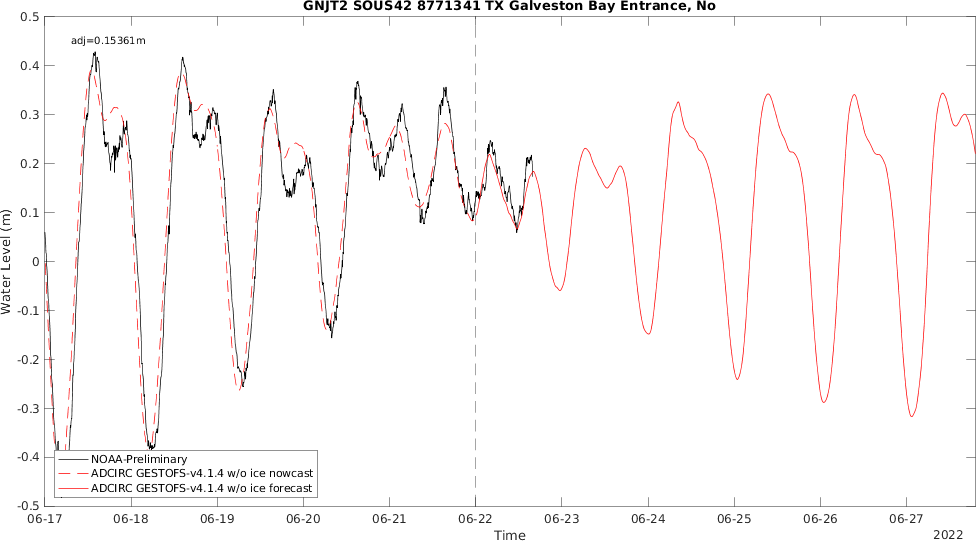 GNJT2 SOUS42 8771341 TX Galveston Bay Entrance, No
adj=0.15361m
0.5
0.4
0.3
0.2
0.1
0
-0.1
-0.2
-0.3
-0.4
-0.5
Water Level (m)
NOAA-Preliminary
ADCIRC GESTOFS-v4.1.4 w/o ice nowcast
ADCIRC GESTOFS-v4.1.4 w/o ice forecast
06-17 06-18 06-19 06-20 06-21 06-22 06-23 06-24 06-25 06-26 06-27
Time
2022